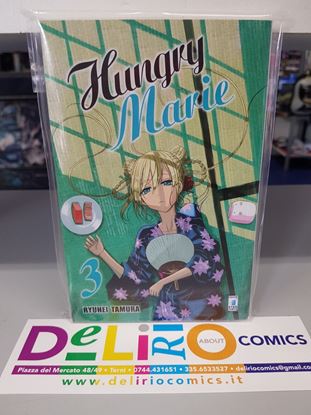 Hungry
Marie
3
RYUHEI TAMURA
DeLiRiO
ABOUT
COMICS
Piazza del Mercato 48/49 • Terni • 0744.431651 • 335.6533527 deliriocomics@gmail.com
www.deliriocomics.it